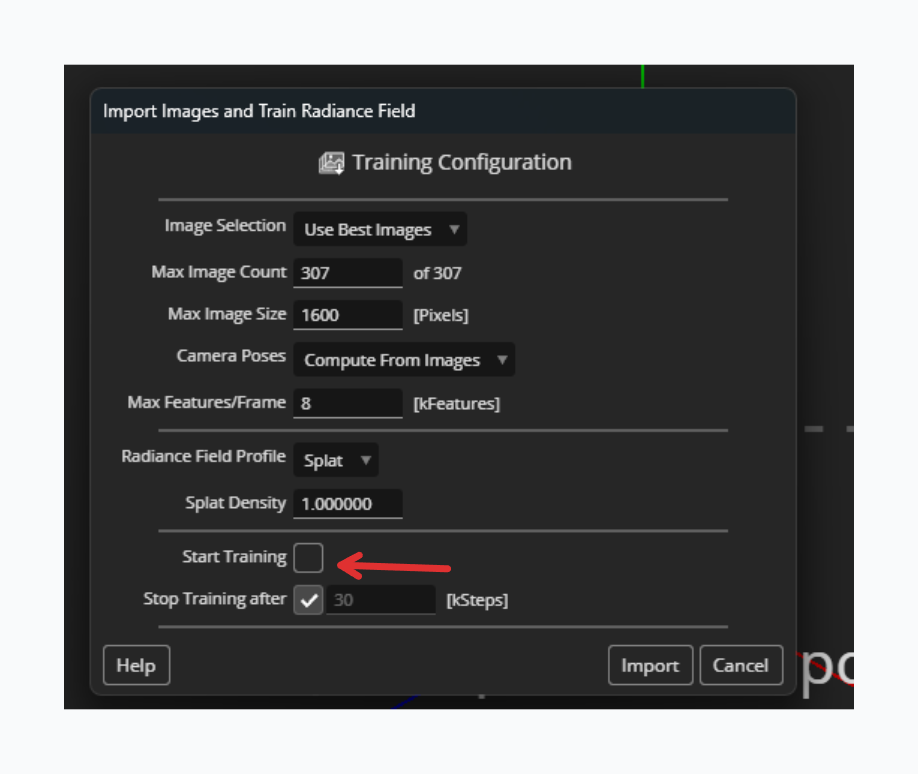 Import Images and Train Radiance Field
Training Configuration
Image Selection Use Best Images
Max Image Count 307 of 307
Max Image Size 1600 [Pixels]
Camera Poses Compute From Images
Max Features/Frame 8 [kFeatures]
Radiance Field Profile Splat
Splat Density 1.000000
Start Training
Stop Training after 30 [kSteps]
Help Import Cancel